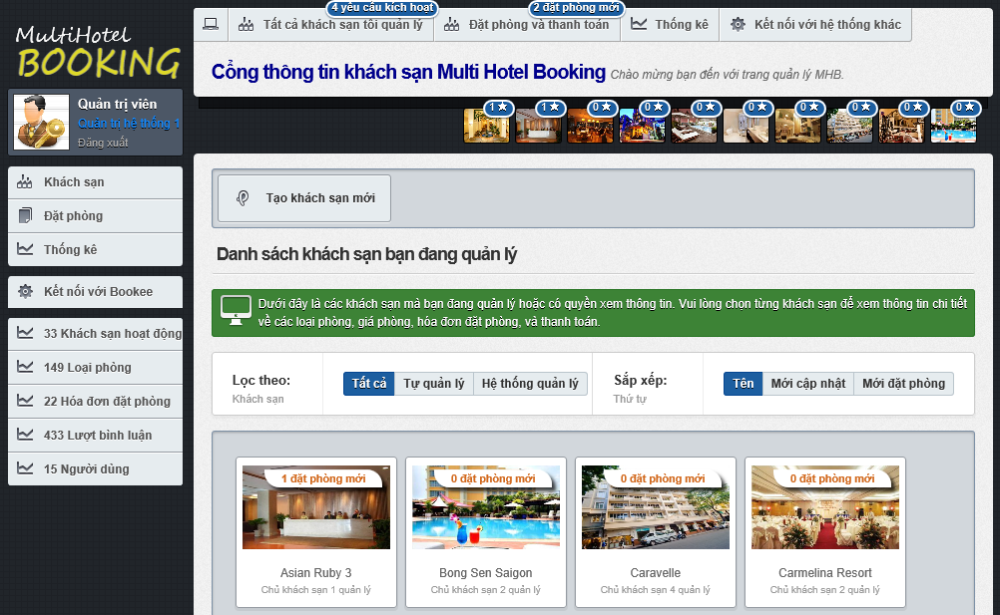 MultiHotel
BOOKING
4 yêu cầu kích hoạt
2 đặt phòng mới
Tất cả khách sạn tôi quản lý
Đặt phòng và thanh toán
Thống kê
Kết nối với hệ thống khác
Cổng thông tin khách sạn Multi Hotel Booking Chào mừng bạn đến với trang quản lý MHB.
Quản trị viên
Quản trị hệ thống 1
Đăng xuất
1 ★ 1 ★ 0 ★ 0 ★ 0 ★ 0 ★ 0 ★ 0 ★ 0 ★ 0 ★
Khách sạn
Đặt phòng
Thống kê
Kết nối với Bookee
33 Khách sạn hoạt động
149 Loại phòng
22 Hóa đơn đặt phòng
433 Lượt bình luận
15 Người dùng
Tạo khách sạn mới
Danh sách khách sạn bạn đang quản lý
Dưới đây là các khách sạn mà bạn đang quản lý hoặc có quyền xem thông tin. Vui lòng chọn từng khách sạn để xem thông tin chi tiết
về các loại phòng, giá phòng, hóa đơn đặt phòng, và thanh toán.
Lọc theo:
Khách sạn
Tất cả Tự quản lý Hệ thống quản lý
Sắp xếp:
Thứ tự
Tên Mới cập nhật Mới đặt phòng
1 đặt phòng mới
Asian Ruby 3
Chủ khách sạn 1 quản lý
0 đặt phòng mới
Bong Sen Saigon
Chủ khách sạn 2 quản lý
0 đặt phòng mới
Caravelle
Chủ khách sạn 4 quản lý
0 đặt phòng mới
Carmelina Resort
Chủ khách sạn 2 quản lý